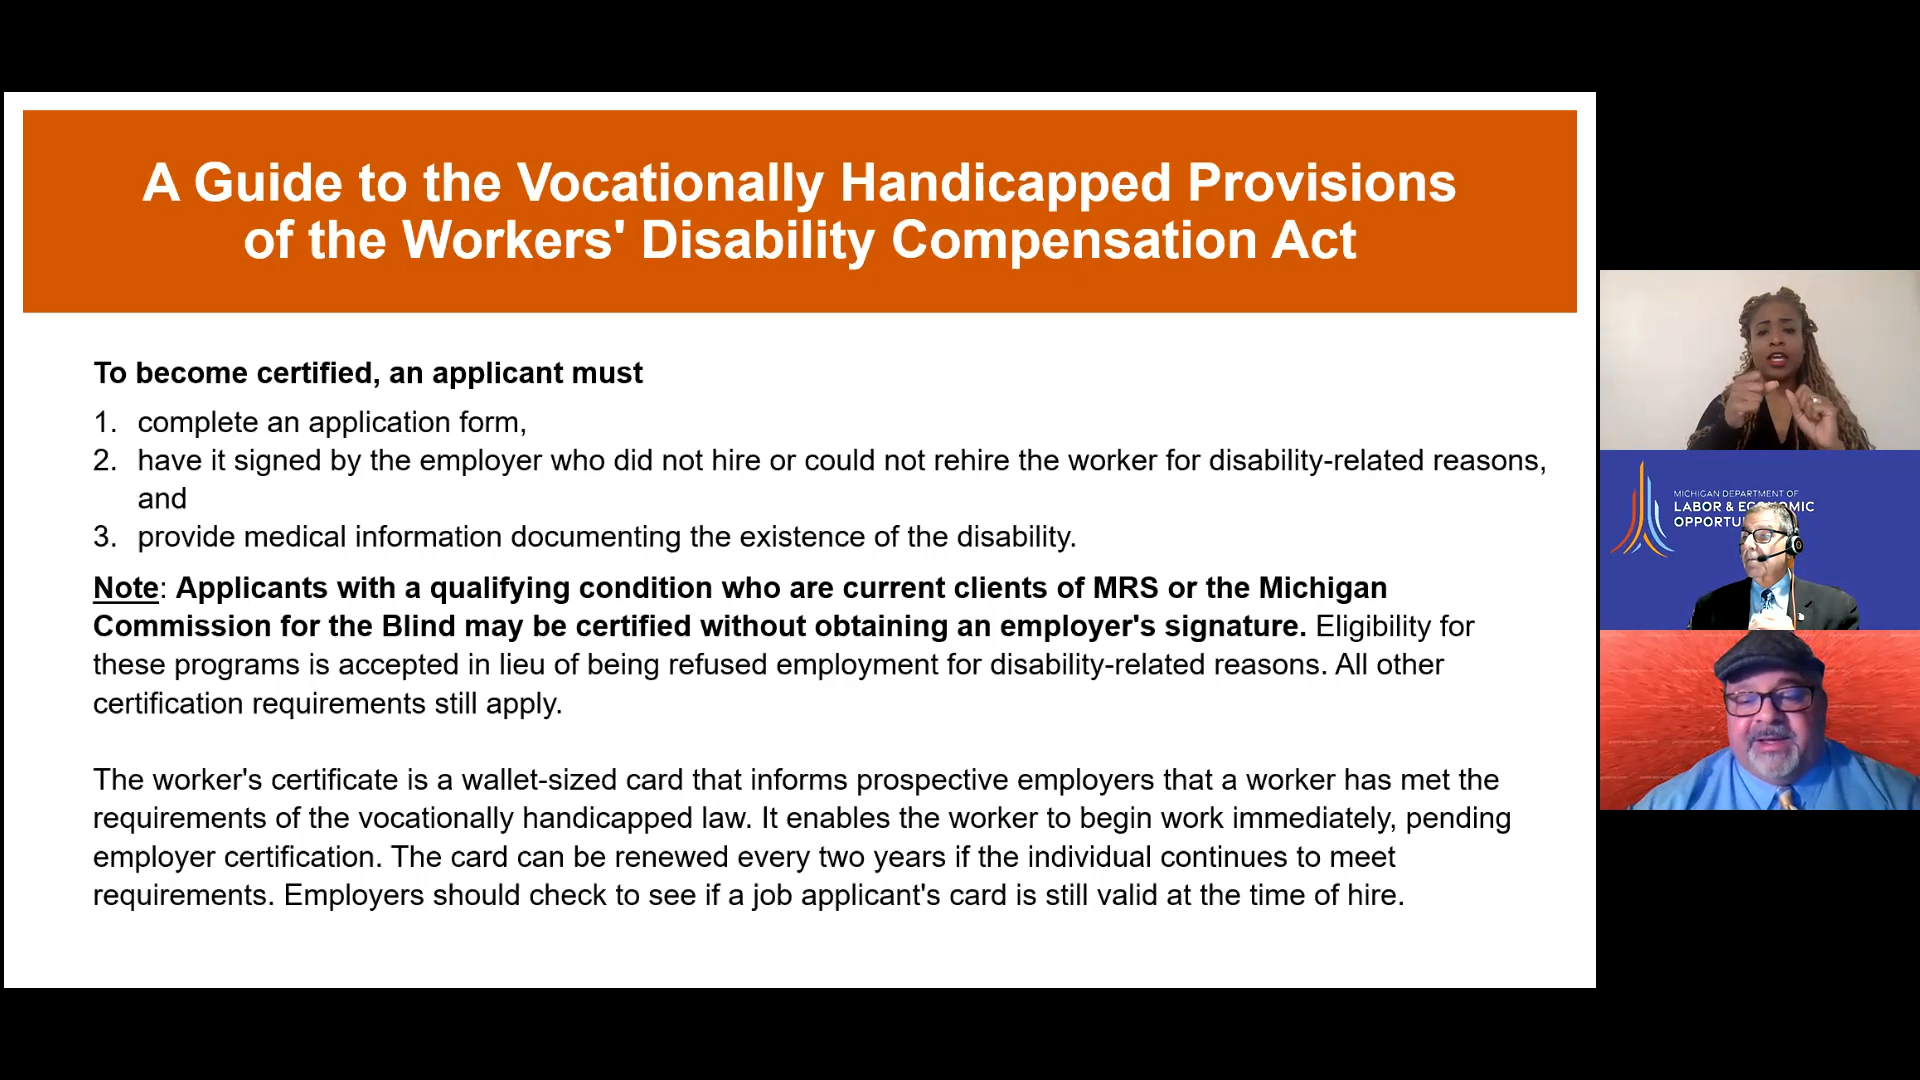 A Guide to the Vocationally Handicapped Provisions
of the Workers' Disability Compensation Act
To become certified, an applicant must
1. complete an application form,
2. have it signed by the employer who did not hire or could not rehire the worker for disability-related reasons,
and
3. provide medical information documenting the existence of the disability.
Note: Applicants with a qualifying condition who are current clients of MRS or the Michigan
Commission for the Blind may be certified without obtaining an employer's signature. Eligibility for
these programs is accepted in lieu of being refused employment for disability-related reasons. All other
certification requirements still apply.
The worker's certificate is a wallet-sized card that informs prospective employers that a worker has met the
requirements of the vocationally handicapped law. It enables the worker to begin work immediately, pending
employer certification. The card can be renewed every two years if the individual continues to meet
requirements. Employers should check to see if a job applicant's card is still valid at the time of hire.
MICHIGAN DEPARTMENT OF
LABOR & ECONOMIC
OPPORTU